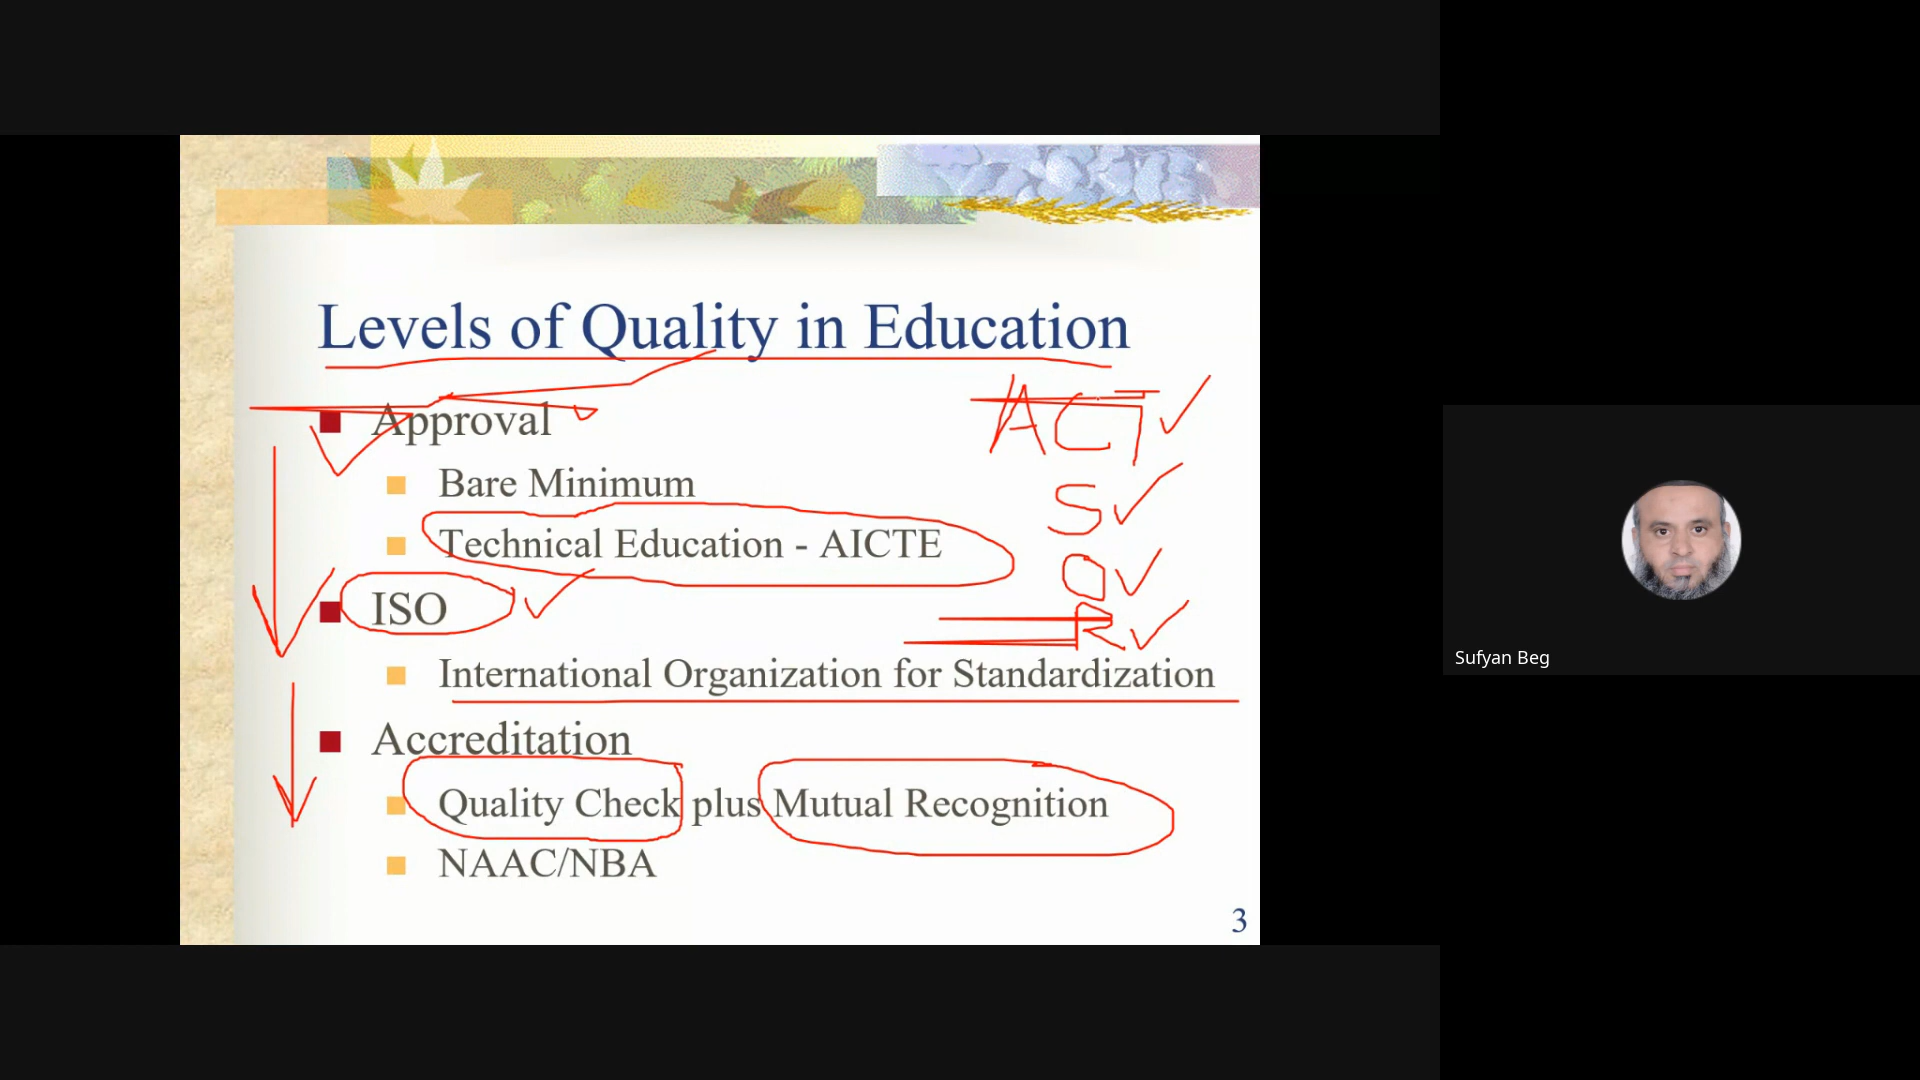 Levels of Quality in Education
Approval
ACT
Bare Minimum
S
Technical Education - AICTE
O
ISO
R
International Organization for Standardization
Accreditation
Quality Check plus Mutual Recognition
NAAC/NBA
3
Sufyan Beg